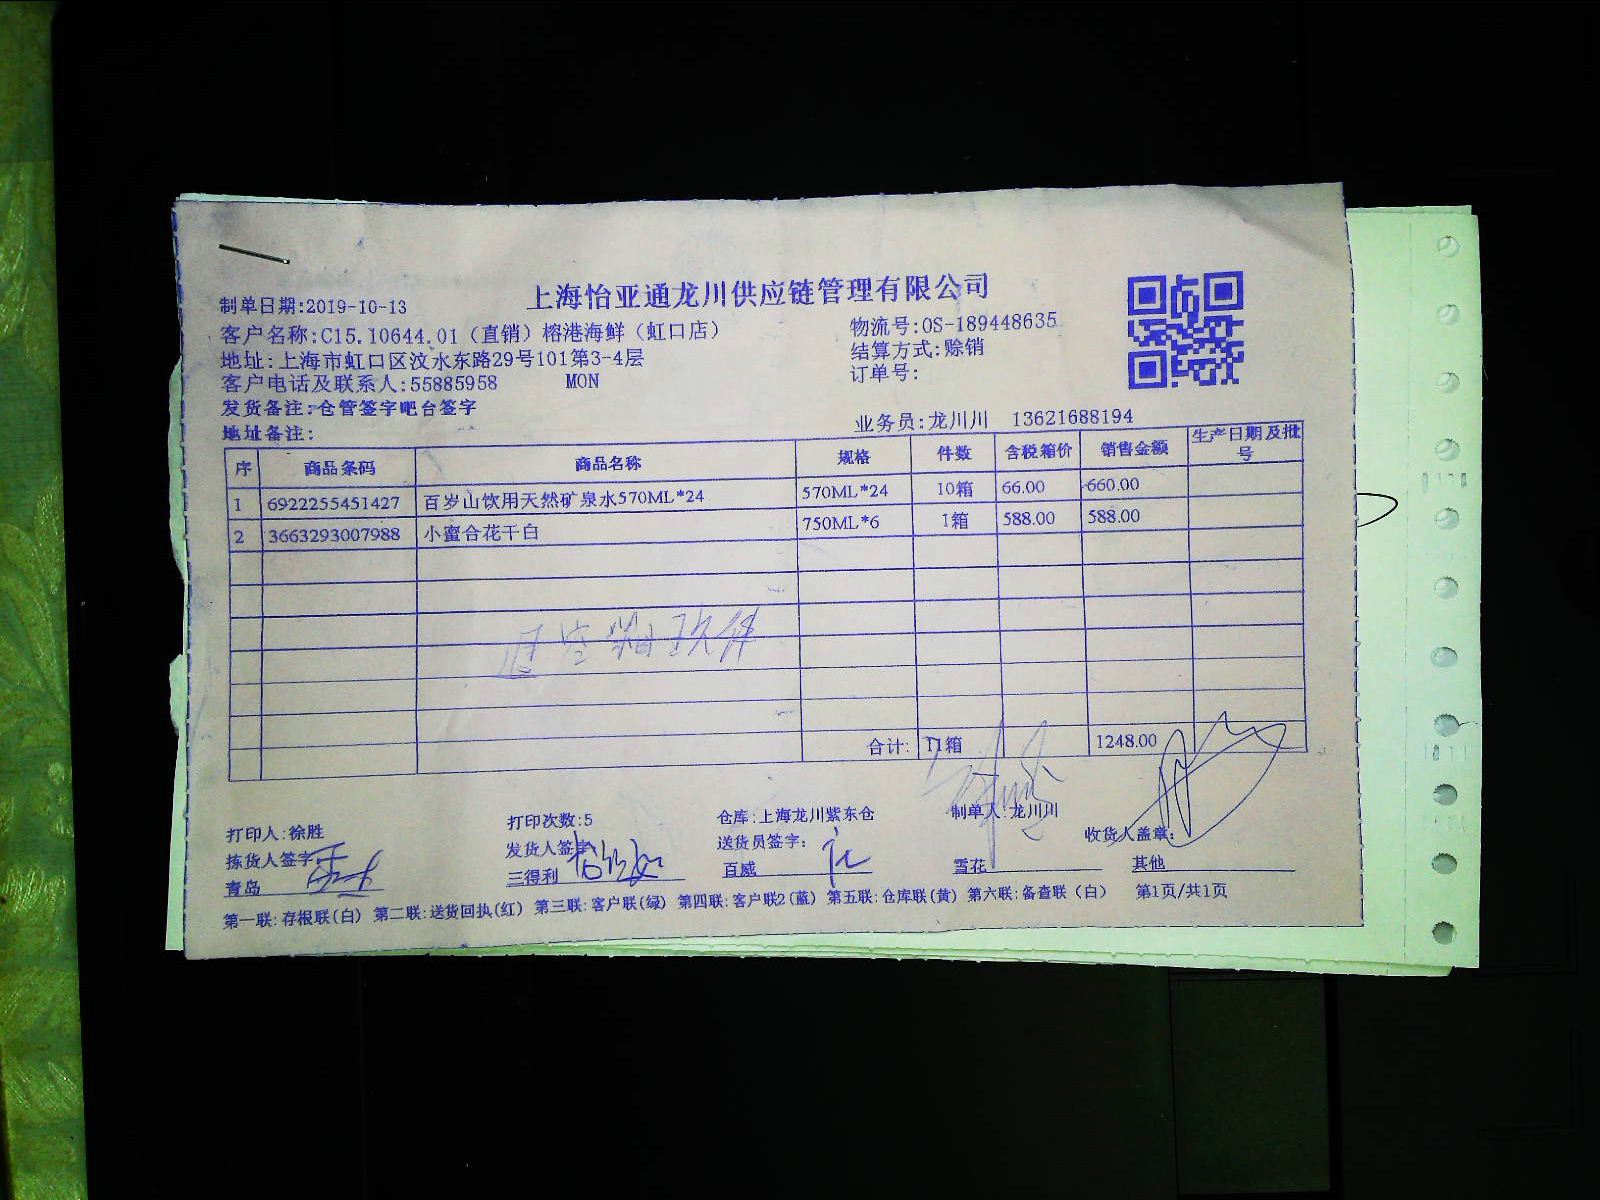 上海怡亚通龙川供应链管理有限公司
制单日期:2019-10-13
客户名称:C15.10644.01（直销）榕港海鲜（虹口店） 物流号:OS-189448635
地址:上海市虹口区汶水东路29号101第3-4层 结算方式:赊销
客户电话及联系人:55885958 MON 订单号:
发货备注:仓管签字吧台签字
地址备注: 业务员:龙川川 13621688194
序 商品条码 商品名称 规格 件数 含税箱价 销售金额 生产日期及批号
1 6922255451427 百岁山饮用天然矿泉水570ML*24 570ML*24 10箱 66.00 660.00
2 3663293007988 小蜜合花干白 750ML*6 1箱 588.00 588.00
合计: 11箱 1248.00
打印人:徐胜 打印次数:5 仓库:上海龙川紫东仓 制单人:龙川川 收货人盖章:
拣货人签字 发货人签字 送货员签字:
青岛 三得利 百威 雪花 其他
第一联:存根联(白) 第二联:送货回执(红) 第三联:客户联(绿) 第四联:客户联2(蓝) 第五联:仓库联(黄) 第六联:备查联（白） 第1页/共1页